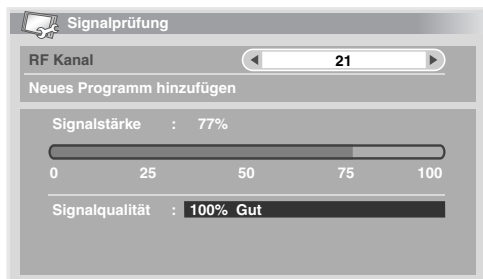 Signalprüfung
RF Kanal 21
Neues Programm hinzufügen
Signalstärke : 77%
0 25 50 75 100
Signalqualität : 100% Gut